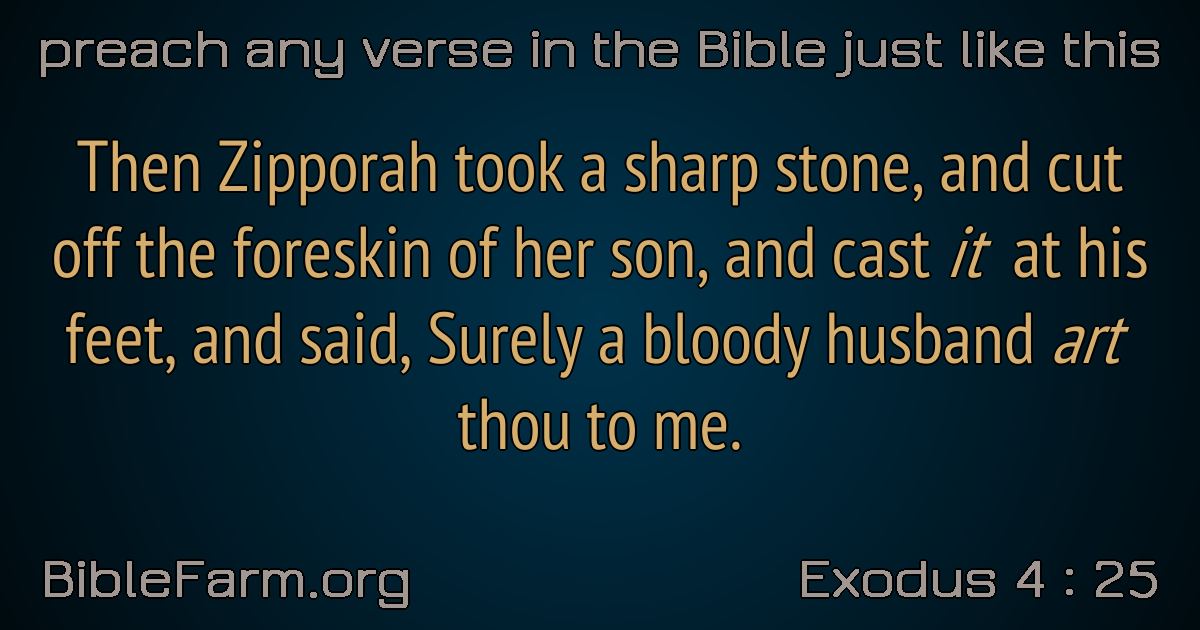 preach any verse in the Bible just like this
Then Zipporah took a sharp stone, and cut
off the foreskin of her son, and cast it at his
feet, and said, Surely a bloody husband art
thou to me.
BibleFarm.org
Exodus 4 : 25